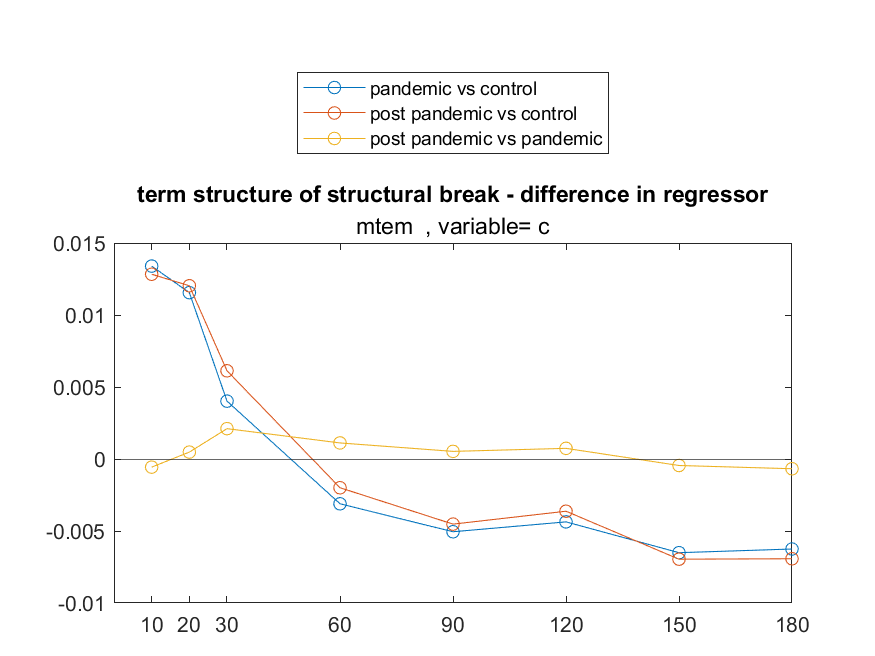 pandemic vs control
post pandemic vs control
post pandemic vs pandemic
term structure of structural break - difference in regressor
mtem  , variable= c
0.015
0.01
0.005
0
-0.005
-0.01
10 20 30 60 90 120 150 180